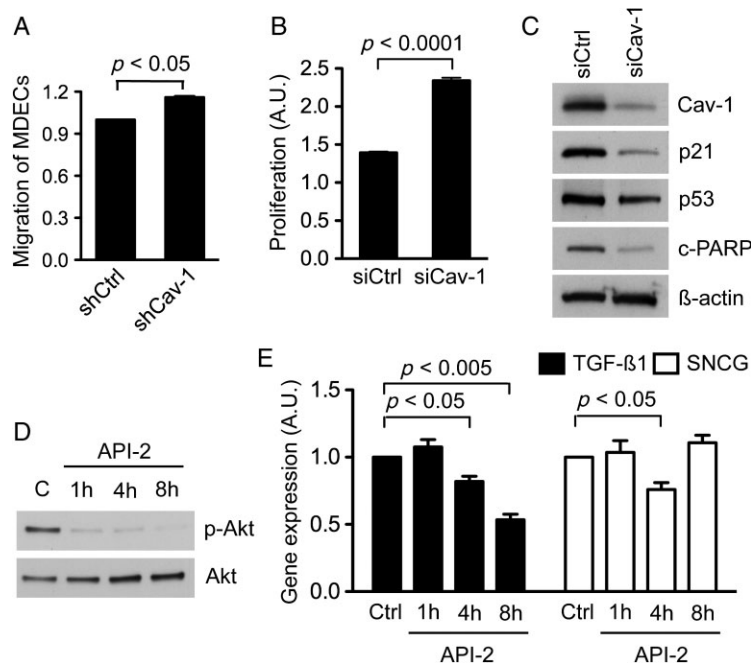 A
p < 0.05
Migration of MDECs
1.2
0.9
0.6
0.3
0.0
shCtrl
shCav-1
B
p < 0.0001
Proliferation (A.U.)
2.5
2.0
1.5
1.0
0.5
0.0
siCtrl siCav-1
C
siCtrl
siCav-1
Cav-1
p21
p53
c-PARP
ß-actin
D
API-2
C 1h 4h 8h
p-Akt
Akt
E
TGF-ß1 SNCG
p < 0.005
p < 0.05
p < 0.05
Gene expression (A.U.)
1.5
1.0
0.5
0.0
Ctrl 1h 4h 8h Ctrl 1h 4h 8h
API-2 API-2